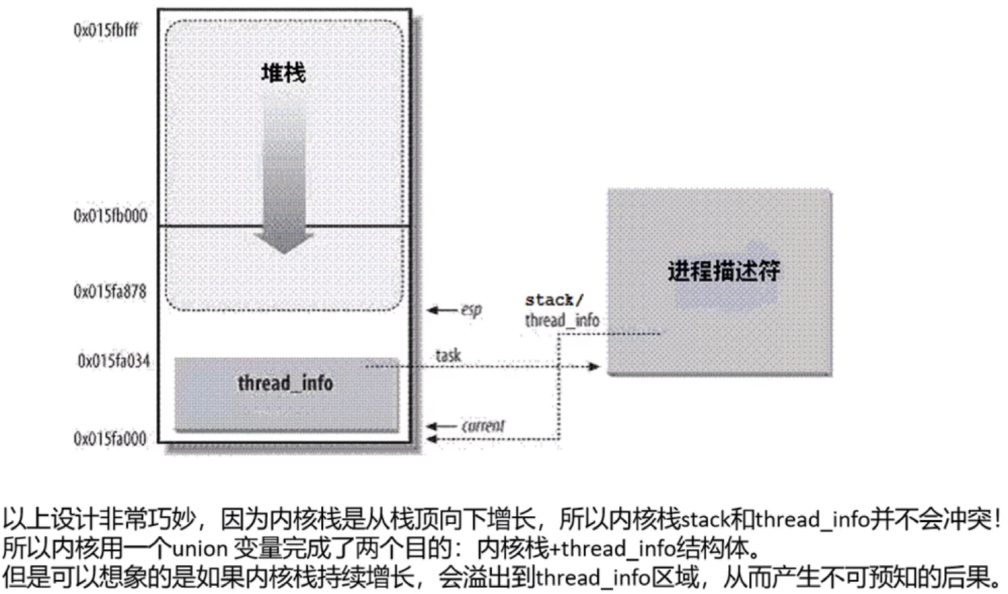 0x015fbfff
堆栈
0x015fb000
进程描述符
0x015fa878
stack/
esp
thread_info
0x015fa034
task
thread_info
current
0x015fa000
以上设计非常巧妙，因为内核栈是从栈顶向下增长，所以内核栈stack和thread_info并不会冲突！
所以内核用一个union 变量完成了两个目的：内核栈+thread_info结构体。
但是可以想象的是如果内核栈持续增长，会溢出到thread_info区域，从而产生不可预知的后果。